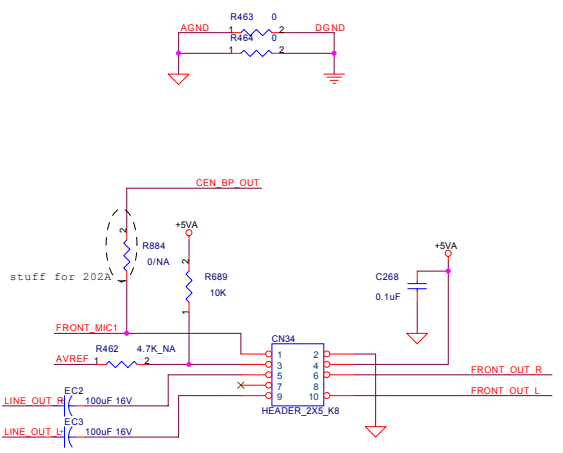 R463 0
AGND 1 2 DGND
R464 0
1 2
CEN_BP_OUT
+5VA
2
R884
0/NA
stuff for 202A
1
2
R689
10K
1
+5VA
C268
0.1uF
FRONT_MIC1
CN34
AVREF 1 R462 2 4.7K_NA
1 2
3 4
5 6
7 8
9 10
HEADER_2X5_K8
FRONT_OUT_R
FRONT_OUT_L
LINE_OUT_R + EC2 100uF 16V
LINE_OUT_L + EC3 100uF 16V